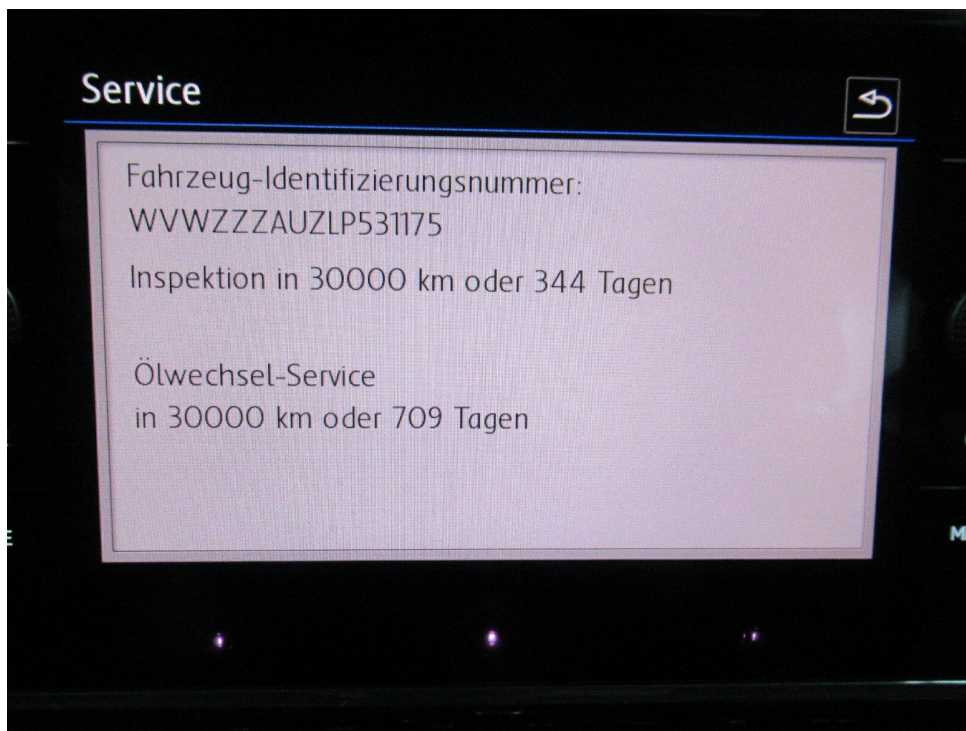 Service
Fahrzeug-Identifizierungsnummer:
WVWZZZAUZLP531175
Inspektion in 30000 km oder 344 Tagen
Ölwechsel-Service
in 30000 km oder 709 Tagen